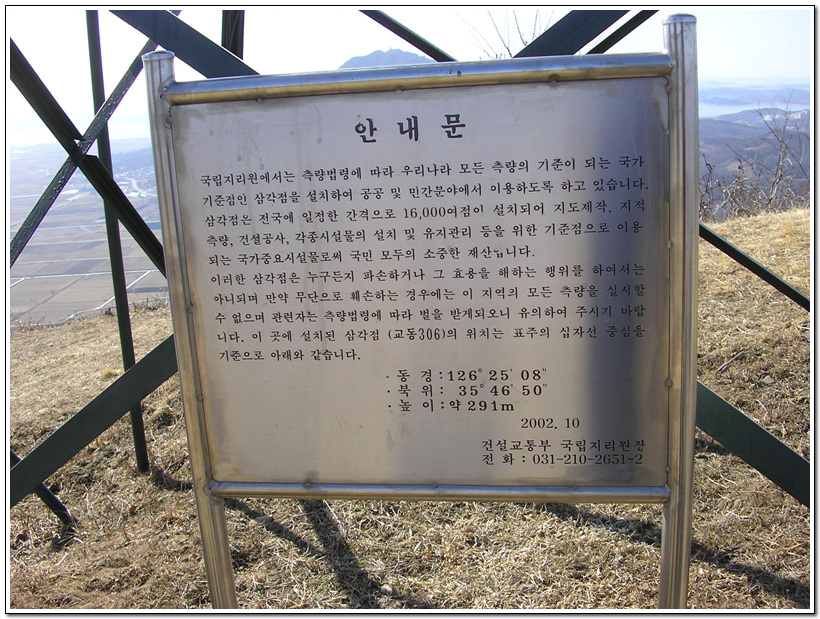 안 내 문
국립지리원에서는 측량법령에 따라 우리나라 모든 측량의 기준이 되는 국가
기준점인 삼각점을 설치하여 공공 및 민간분야에서 이용하도록 하고 있습니다.
삼각점은 전국에 일정한 간격으로 16,000여점이 설치되어 지도제작, 지적
측량, 건설공사, 각종시설물의 설치 및 유지관리 등을 위한 기준점으로 이용
되는 국가중요시설물로써 국민 모두의 소중한 재산입니다.
이러한 삼각점은 누구든지 파손하거나 그 효용을 해하는 행위를 하여서는
아니되며 만약 무단으로 훼손하는 경우에는 이 지역의 모든 측량을 실시할
수 없으며 관련자는 측량법령에 따라 벌을 받게되오니 유의하여 주시기 바랍
니다. 이 곳에 설치된 삼각점 (교동306)의 위치는 표주의 십자선 중심을
기준으로 아래와 같습니다.
· 동 경 : 126° 25' 08"
· 북 위 : 35° 46' 50"
· 높 이 : 약 291m
2002. 10
건설교통부 국립지리원장
전 화 : 031-210-2651~2